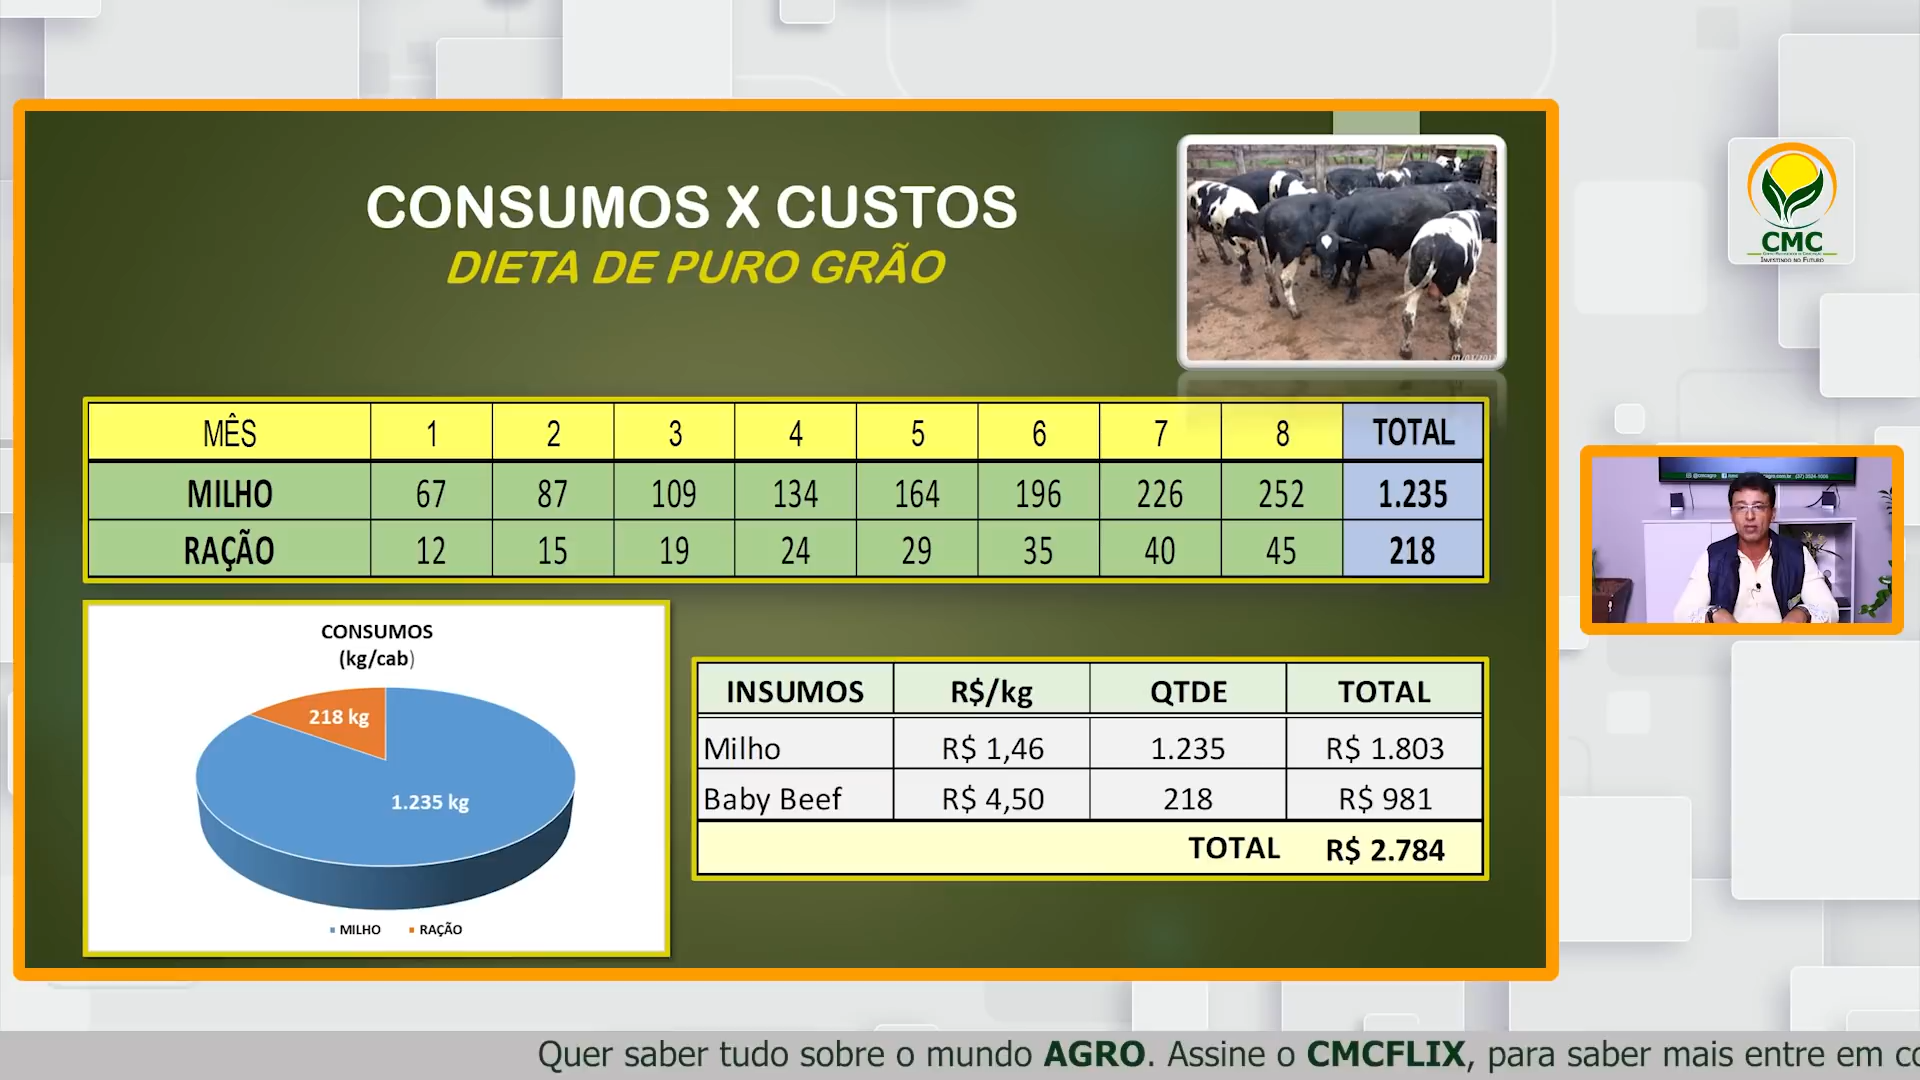 CONSUMOS X CUSTOS
DIETA DE PURO GRÃO
CMC
INVESTINDO NO FUTURO
MÊS 1 2 3 4 5 6 7 8 TOTAL
MILHO 67 87 109 134 164 196 226 252 1.235
RAÇÃO 12 15 19 24 29 35 40 45 218
CONSUMOS
(kg/cab)
218 kg
1.235 kg
MILHO RAÇÃO
INSUMOS R$/kg QTDE TOTAL
Milho R$ 1,46 1.235 R$ 1.803
Baby Beef R$ 4,50 218 R$ 981
TOTAL R$ 2.784
Quer saber tudo sobre o mundo AGRO. Assine o CMCFLIX, para saber mais entre em co